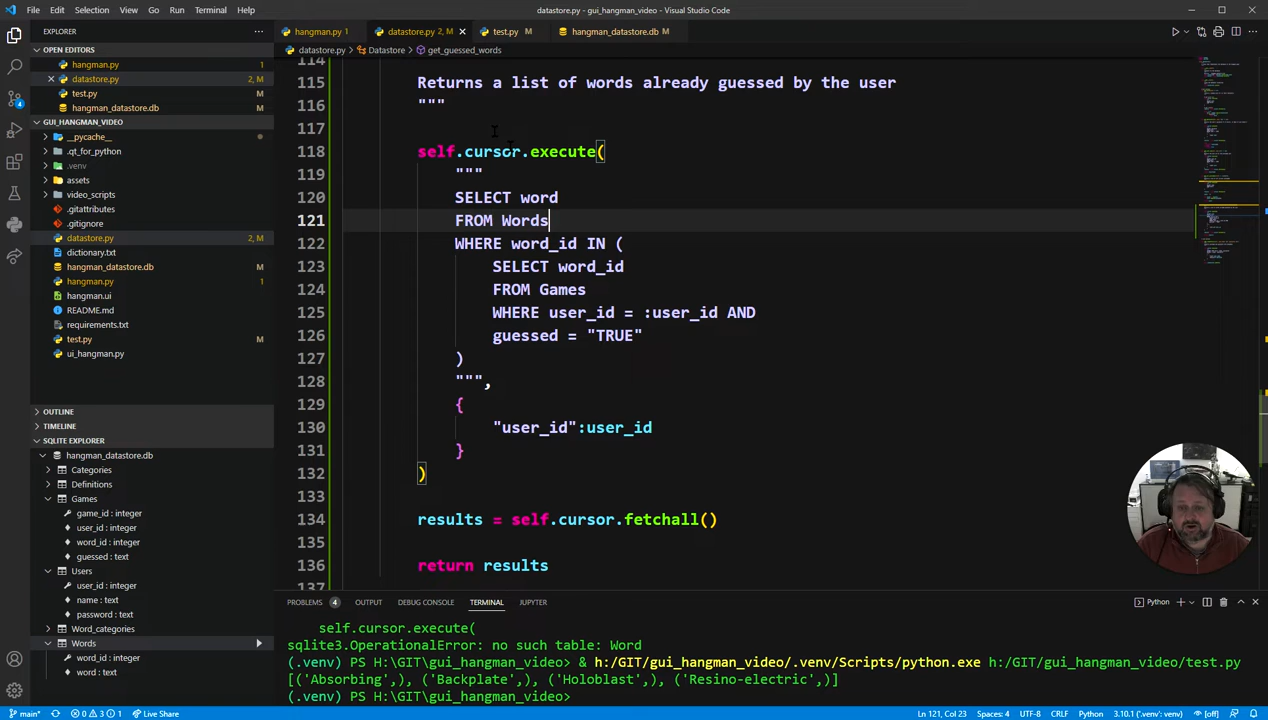 File Edit Selection View Go Run Terminal Help
datastore.py - gui_hangman_video - Visual Studio Code
EXPLORER
hangman.py 1
datastore.py 2, M
test.py M
hangman_datastore.db M
datastore.py > Datastore > get_guessed_words
OPEN EDITORS
hangman.py 1
datastore.py 2, M
test.py M
hangman_datastore.db M
GUI_HANGMAN_VIDEO
__pycache__
.qt_for_python
.venv
assets
video_scripts
.gitattributes
.gitignore
datastore.py 2, M
dictionary.txt
hangman_datastore.db M
hangman.py 1
hangman.ui
README.md
requirements.txt
test.py M
ui_hangman.py
OUTLINE
TIMELINE
SQLITE EXPLORER
hangman_datastore.db
Categories
Definitions
Games
game_id : integer
user_id : integer
word_id : integer
guessed : text
Users
user_id : integer
name : text
password : text
Word_categories
Words
word_id : integer
word : text
114
115 Returns a list of words already guessed by the user
116 """
117
118 self.cursor.execute(
119 """
120 SELECT word
121 FROM Words
122 WHERE word_id IN (
123 SELECT word_id
124 FROM Games
125 WHERE user_id = :user_id AND
126 guessed = "TRUE"
127 )
128 """,
129 {
130 "user_id":user_id
131 }
132 )
133
134 results = self.cursor.fetchall()
135
136 return results
137
PROBLEMS 4 OUTPUT DEBUG CONSOLE TERMINAL JUPYTER
Python
self.cursor.execute(
sqlite3.OperationalError: no such table: Word
(.venv) PS H:\GIT\gui_hangman_video> & h:/GIT/gui_hangman_video/.venv/Scripts/python.exe h:/GIT/gui_hangman_video/test.py
[('Absorbing',), ('Backplate',), ('Holoblast',), ('Resino-electric',)]
(.venv) PS H:\GIT\gui_hangman_video>
4
main* 0 3 1 Live Share
Ln 121, Col 23 Spaces: 4 UTF-8 CRLF Python 3.10.1 ('.venv': venv) [off]